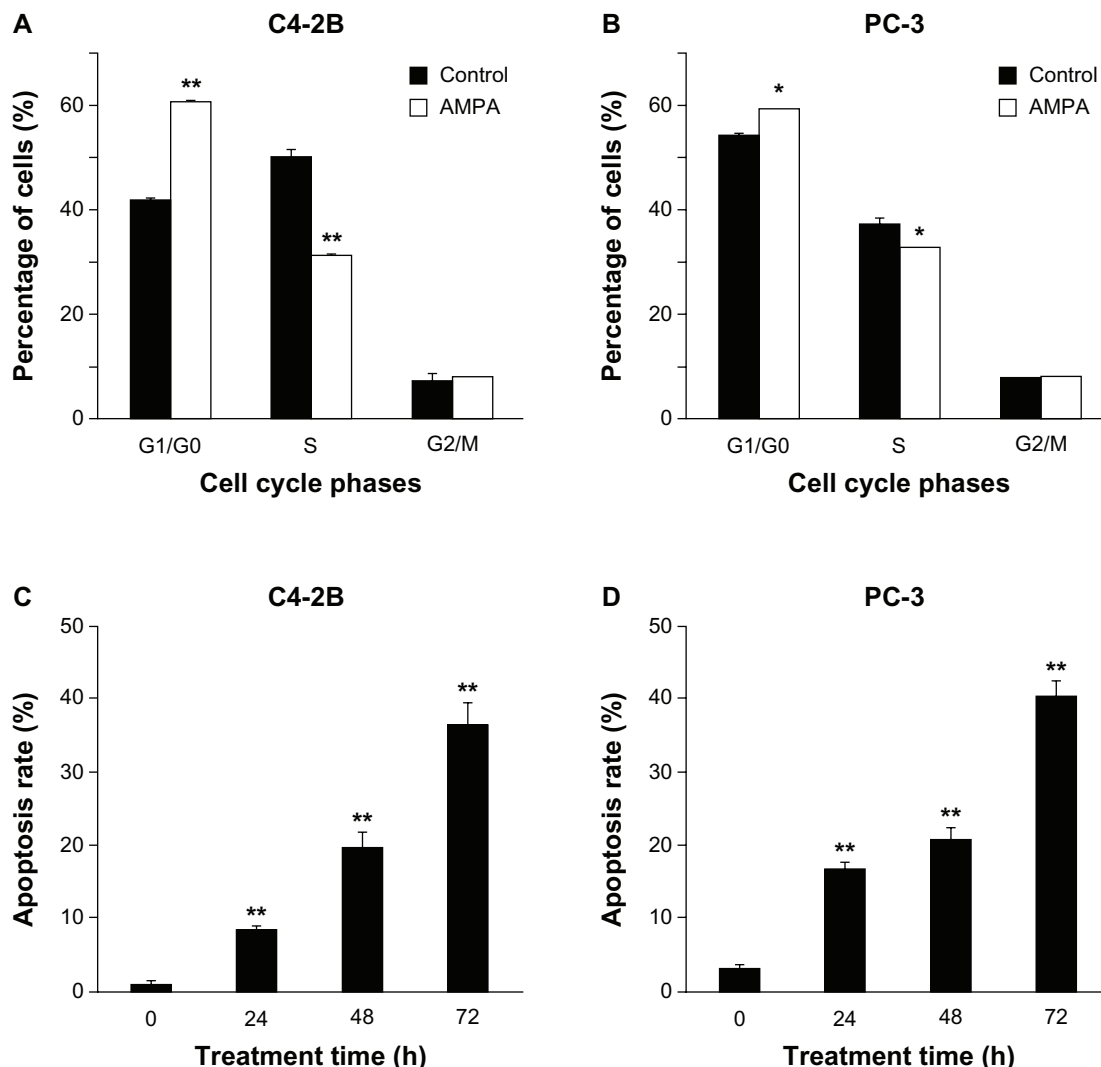 A
C4-2B
Percentage of cells (%)
60
40
20
0
**
**
Control
AMPA
G1/G0 S G2/M
Cell cycle phases
B
PC-3
Percentage of cells (%)
60
40
20
0
*
*
Control
AMPA
G1/G0 S G2/M
Cell cycle phases
C
C4-2B
Apoptosis rate (%)
50
40
30
20
10
0
**
**
**
0 24 48 72
Treatment time (h)
D
PC-3
Apoptosis rate (%)
50
40
30
20
10
0
**
**
**
0 24 48 72
Treatment time (h)